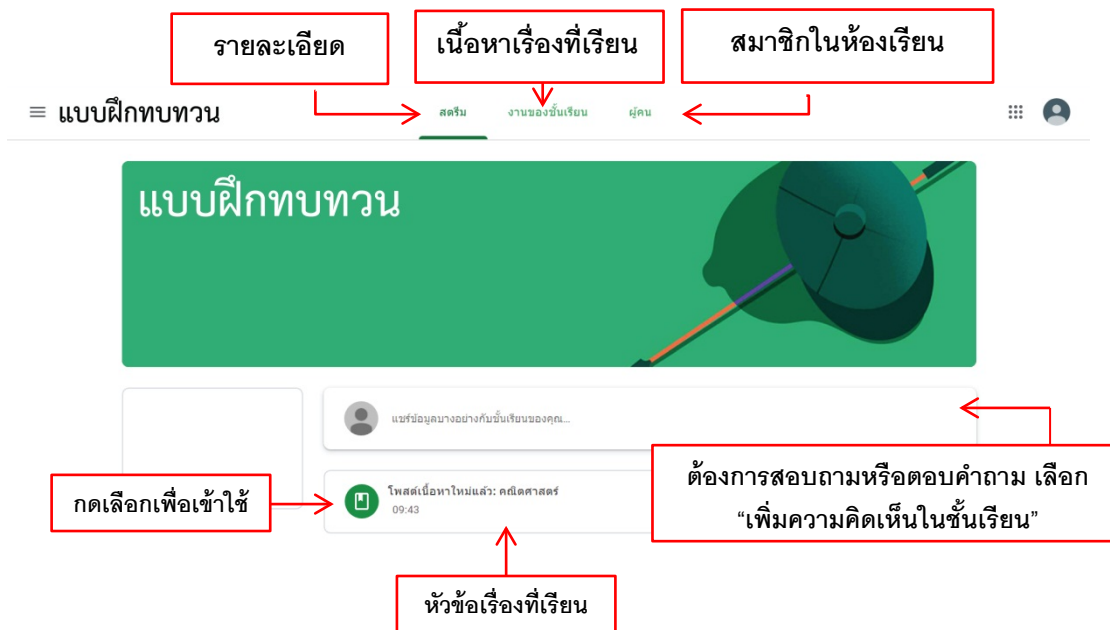 รายละเอียด
เนื้อหาเรื่องที่เรียน
สมาชิกในห้องเรียน
แบบฝึกทบทวน
สตรีม
งานของชั้นเรียน
ผู้คน
แบบฝึกทบทวน
แชร์ข้อมูลบางอย่างกับชั้นเรียนของคุณ...
ต้องการสอบถามหรือตอบคำถาม เลือก
“เพิ่มความคิดเห็นในชั้นเรียน”
กดเลือกเพื่อเข้าใช้
โพสต์เนื้อหาใหม่แล้ว: คณิตศาสตร์
09:43
หัวข้อเรื่องที่เรียน